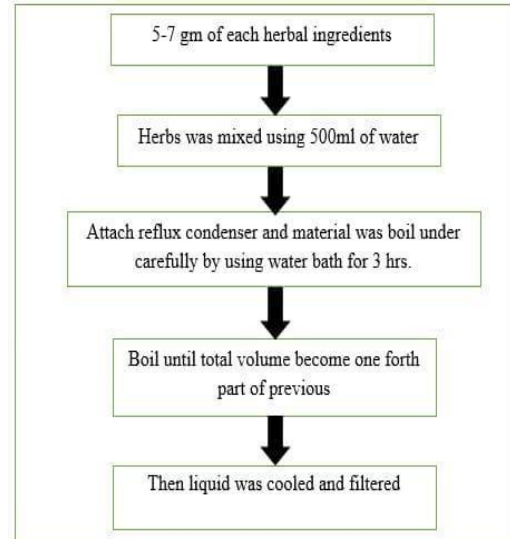 5-7 gm of each herbal ingredients
Herbs was mixed using 500ml of water
Attach reflux condenser and material was boil under
carefully by using water bath for 3 hrs.
Boil until total volume become one forth
part of previous
Then liquid was cooled and filtered